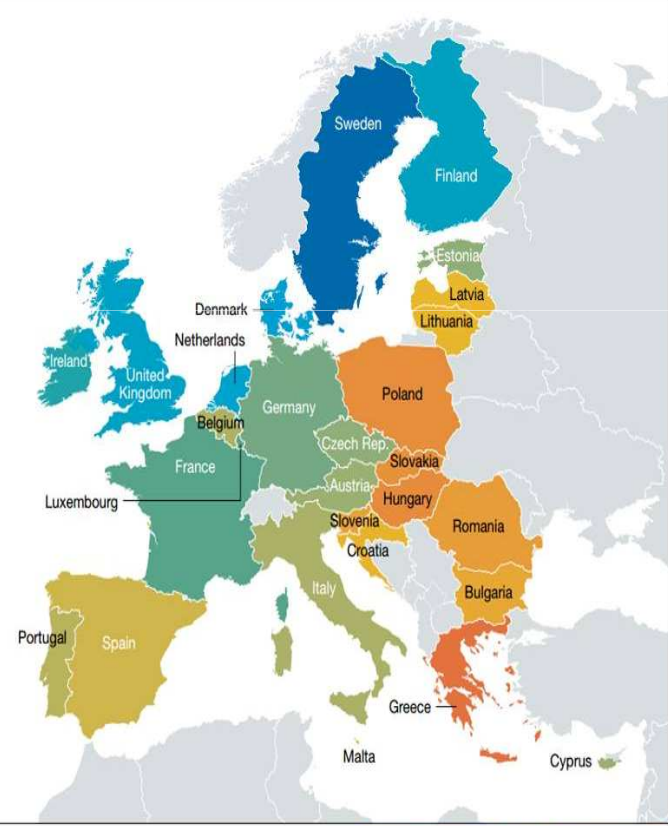 Sweden
Finland
Estonia
Latvia
Denmark
Lithuania
Netherlands
Ireland
United
Kingdom
Poland
Germany
Belgium
Czech Rep.
Slovakia
France
Austria
Hungary
Luxembourg
Slovenia
Romania
Croatia
Italy
Bulgaria
Portugal
Spain
Greece
Malta
Cyprus